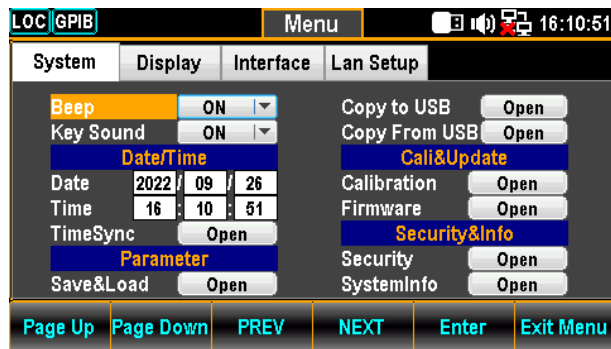 LOC GPIB Menu 16:10:51
System Display Interface Lan Setup
Beep ON
Key Sound ON
Date/Time
Date 2022 / 09 / 26
Time 16 : 10 : 51
TimeSync Open
Parameter
Save&Load Open
Copy to USB Open
Copy From USB Open
Cali&Update
Calibration Open
Firmware Open
Security&Info
Security Open
SystemInfo Open
Page Up Page Down PREV NEXT Enter Exit Menu